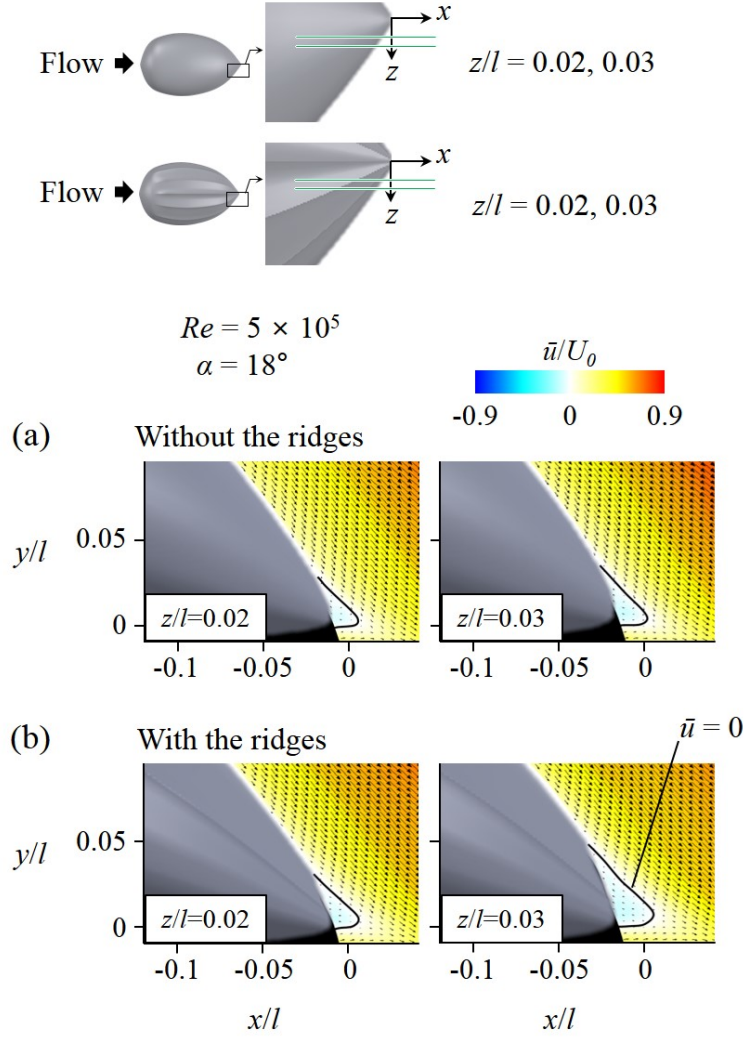 x
Flow
z
z/l = 0.02, 0.03
x
Flow
z
z/l = 0.02, 0.03
Re = 5 × 10⁵
α = 18°
ū/U₀
-0.9 0 0.9
(a) Without the ridges
y/l
0.05
0
z/l=0.02
z/l=0.03
-0.1 -0.05 0
-0.1 -0.05 0
(b) With the ridges
ū = 0
y/l
0.05
0
z/l=0.02
z/l=0.03
-0.1 -0.05 0
-0.1 -0.05 0
x/l
x/l